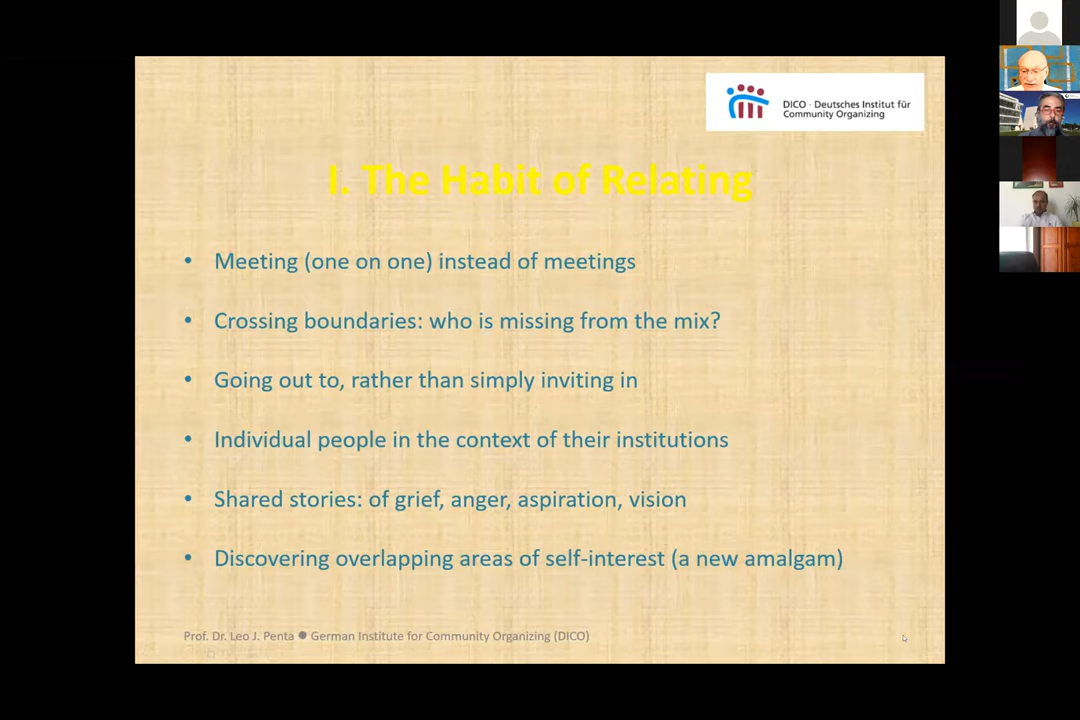 DICO · Deutsches Institut für
Community Organizing
I. The Habit of Relating
• Meeting (one on one) instead of meetings
• Crossing boundaries: who is missing from the mix?
• Going out to, rather than simply inviting in
• Individual people in the context of their institutions
• Shared stories: of grief, anger, aspiration, vision
• Discovering overlapping areas of self-interest (a new amalgam)
Prof. Dr. Leo J. Penta ● German Institute for Community Organizing (DICO)